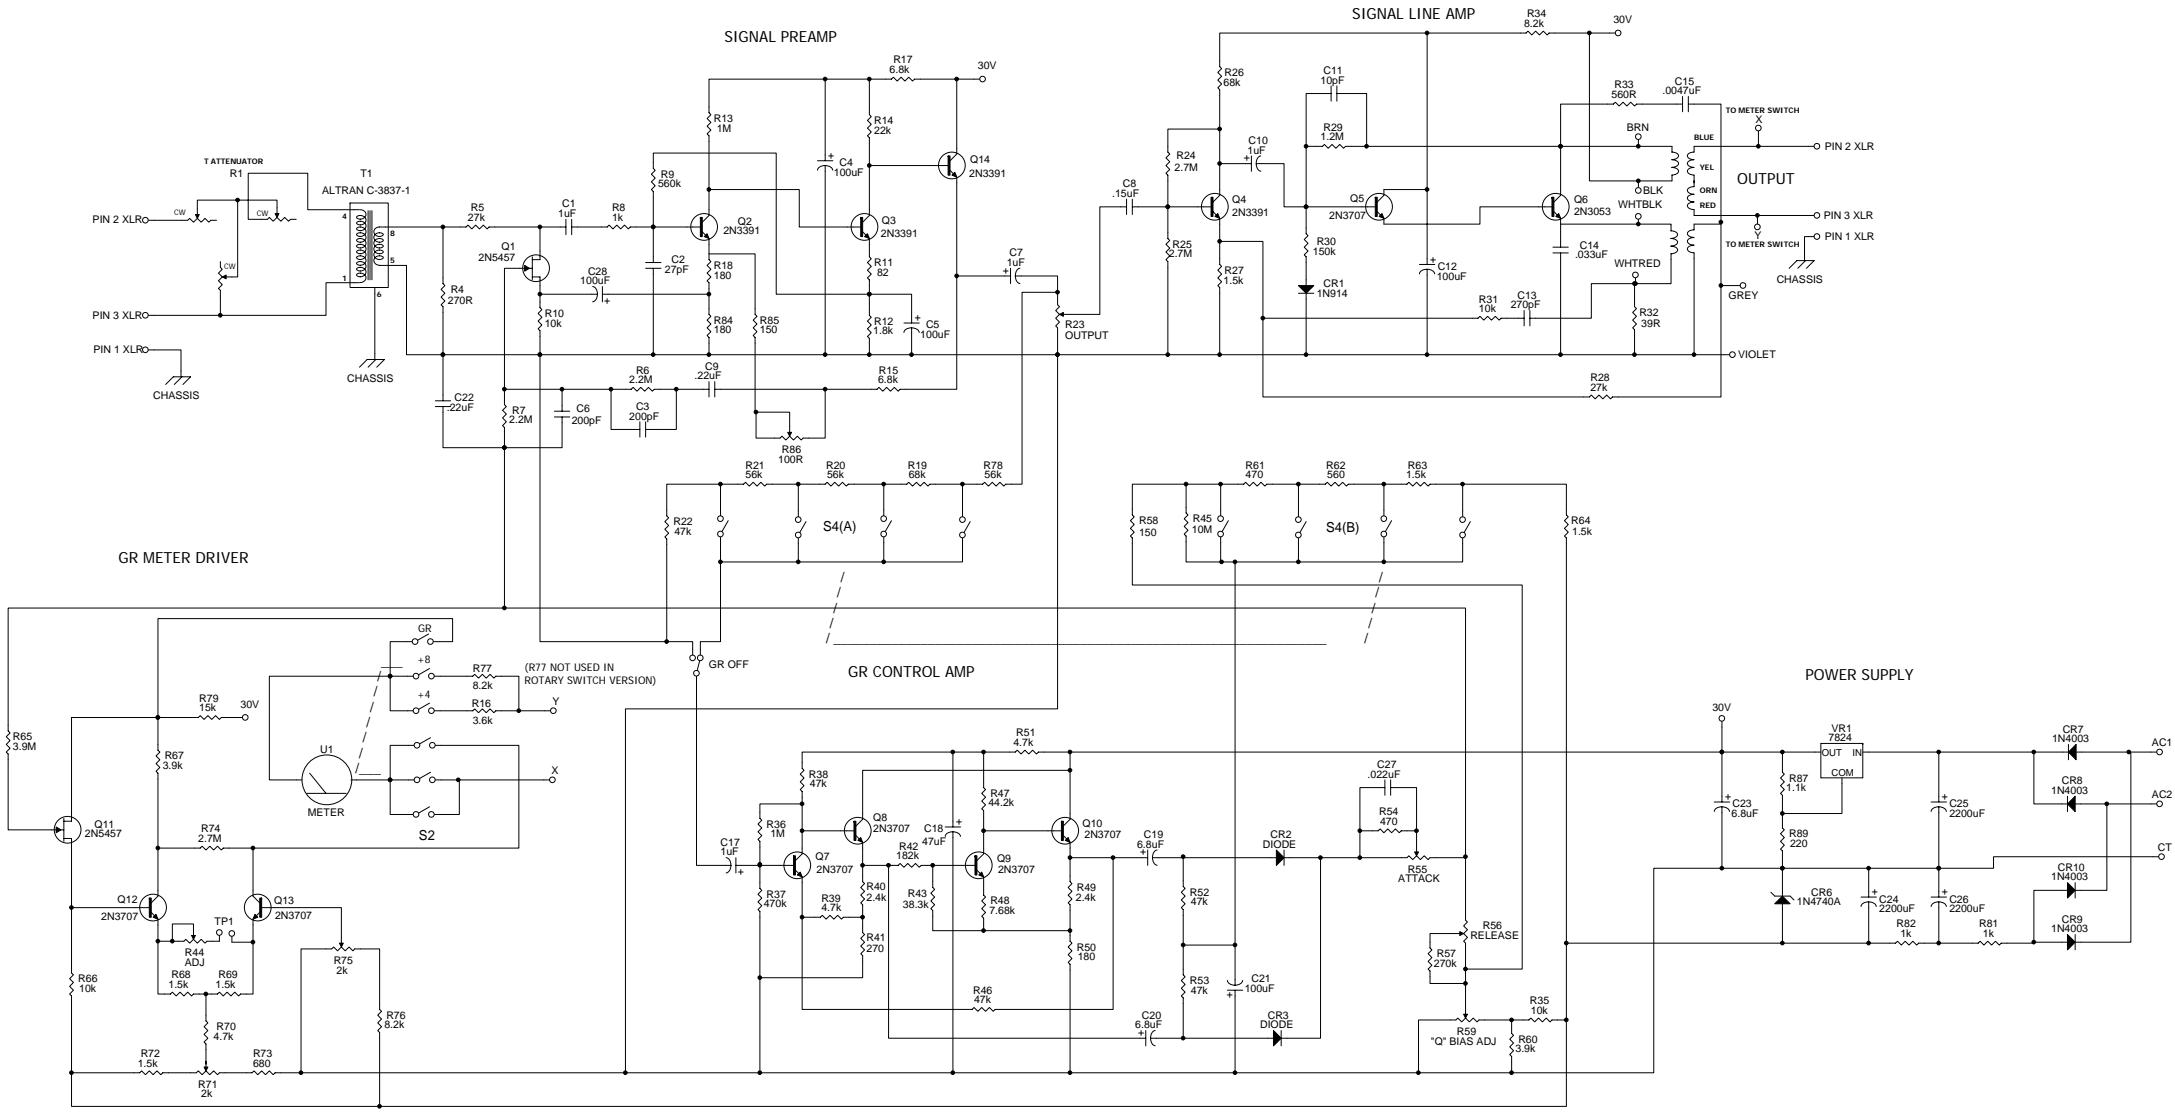 SIGNAL PREAMP
SIGNAL LINE AMP
T ATTENUATOR
R1
CW
CW
CW
PIN 2 XLR
PIN 3 XLR
PIN 1 XLR
CHASSIS
T1
ALTRAN C-3837-1
4
1
8
5
6
CHASSIS
R5
27k
R4
270R
C22
.22uF
Q1
2N5457
C1
1uF
R8
1k
R10
10k
C28
100uF
+
C2
27pF
R9
560k
R13
1M
Q2
2N3391
R18
180
R84
180
R85
150
R17
6.8k
30V
C4
100uF
+
R14
22k
Q3
2N3391
R11
82
R12
1.8k
C5
100uF
+
Q14
2N3391
R7
2.2M
C6
200pF
R6
2.2M
C3
200pF
C9
.22uF
R15
6.8k
R86
100R
C7
1uF
+
R23
OUTPUT
C8
.15uF
R24
2.7M
R25
2.7M
R26
68k
Q4
2N3391
R27
1.5k
C10
1uF
+
C11
10pF
R29
1.2M
R30
150k
CR1
1N914
Q5
2N3707
C12
100uF
+
R34
8.2k
30V
Q6
2N3053
C14
.033uF
R31
10k
C13
270pF
R32
39R
R28
27k
R33
560R
C15
.0047uF
BRN
BLK
WHTBLK
WHTRED
BLUE
YEL
ORN
RED
TO METER SWITCH
X
PIN 2 XLR
OUTPUT
PIN 3 XLR
Y
TO METER SWITCH
PIN 1 XLR
CHASSIS
GREY
VIOLET
R21
56k
R20
56k
R19
68k
R78
56k
R22
47k
S4(A)
R61
470
R62
560
R63
1.5k
R58
150
R45
10M
S4(B)
R64
1.5k
GR METER DRIVER
GR CONTROL AMP
POWER SUPPLY
GR OFF
GR
+8
+4
R77
8.2k
(R77 NOT USED IN
ROTARY SWITCH VERSION)
R16
3.6k
Y
X
U1
METER
S2
R79
15k
30V
R65
3.9M
R67
3.9k
Q11
2N5457
R74
2.7M
Q12
2N3707
Q13
2N3707
TP1
R44
ADJ
R68
1.5k
R69
1.5k
R66
10k
R70
4.7k
R72
1.5k
R71
2k
R73
680
R75
2k
R76
8.2k
C17
1uF
+
R36
1M
R37
470k
R38
47k
Q7
2N3707
Q8
2N3707
R39
4.7k
R40
2.4k
R41
270
R42
182k
R43
38.3k
C18
47uF
+
R51
4.7k
R47
44.2k
Q9
2N3707
R48
7.68k
Q10
2N3707
R49
2.4k
R50
180
R46
47k
C19
6.8uF
+
C20
6.8uF
+
R52
47k
R53
47k
C21
100uF
+
CR2
DIODE
CR3
DIODE
C27
.022uF
R54
470
R55
ATTACK
R56
RELEASE
R57
270k
R59
"Q" BIAS ADJ
R35
10k
R60
3.9k
30V
VR1
7824
OUT
IN
COM
C23
6.8uF
+
R87
1.1k
R89
220
CR6
1N4740A
C25
2200uF
+
C24
2200uF
+
C26
2200uF
+
R82
1k
R81
1k
CR7
1N4003
CR8
1N4003
CR10
1N4003
CR9
1N4003
AC1
AC2
CT